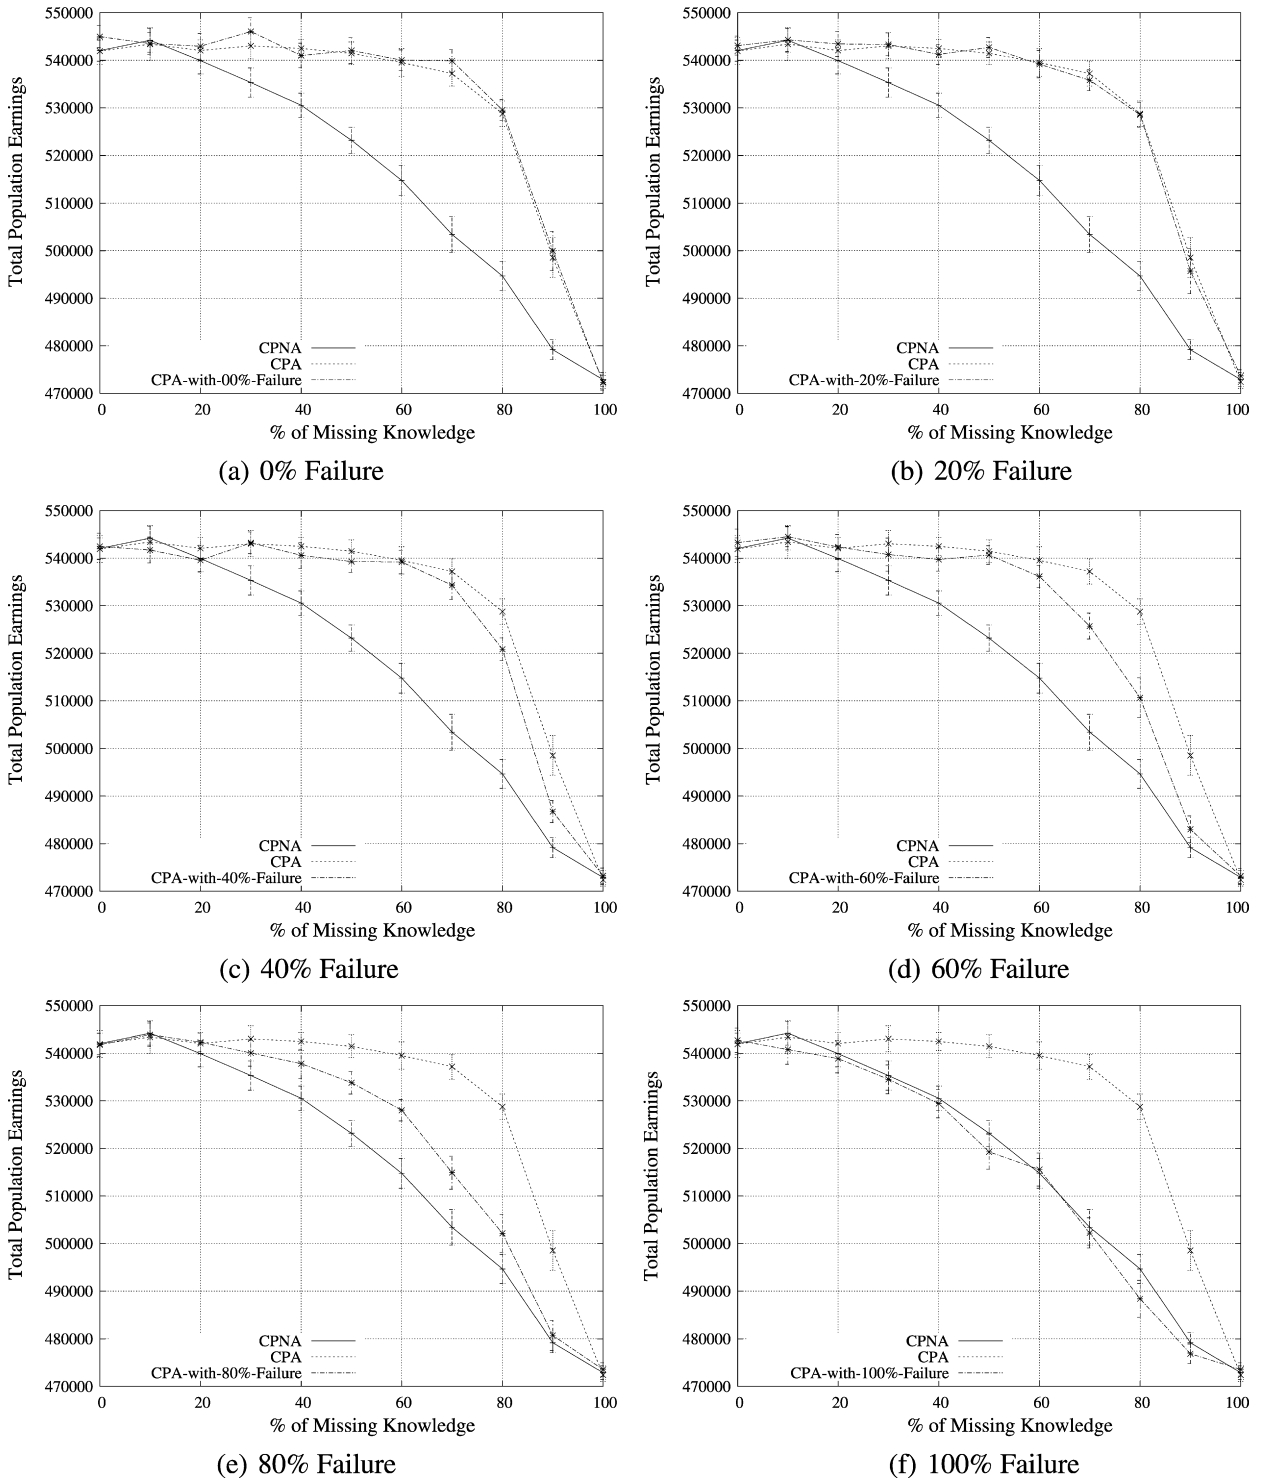 550000
540000
530000
520000
510000
500000
490000
480000
470000
Total Population Earnings
CPNA
CPA
CPA-with-00%-Failure
0 20 40 60 80 100
% of Missing Knowledge
(a) 0% Failure
550000
540000
530000
520000
510000
500000
490000
480000
470000
Total Population Earnings
CPNA
CPA
CPA-with-20%-Failure
0 20 40 60 80 100
% of Missing Knowledge
(b) 20% Failure
550000
540000
530000
520000
510000
500000
490000
480000
470000
Total Population Earnings
CPNA
CPA
CPA-with-40%-Failure
0 20 40 60 80 100
% of Missing Knowledge
(c) 40% Failure
550000
540000
530000
520000
510000
500000
490000
480000
470000
Total Population Earnings
CPNA
CPA
CPA-with-60%-Failure
0 20 40 60 80 100
% of Missing Knowledge
(d) 60% Failure
550000
540000
530000
520000
510000
500000
490000
480000
470000
Total Population Earnings
CPNA
CPA
CPA-with-80%-Failure
0 20 40 60 80 100
% of Missing Knowledge
(e) 80% Failure
550000
540000
530000
520000
510000
500000
490000
480000
470000
Total Population Earnings
CPNA
CPA
CPA-with-100%-Failure
0 20 40 60 80 100
% of Missing Knowledge
(f) 100% Failure